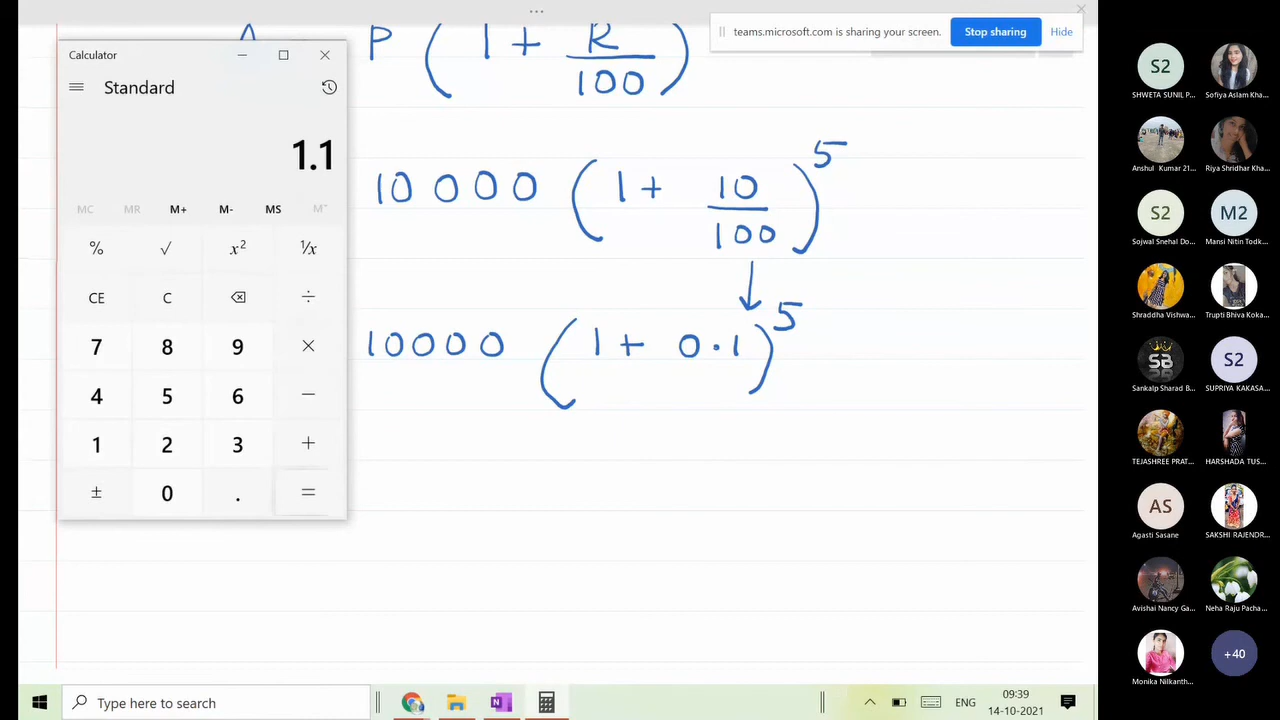 teams.microsoft.com is sharing your screen. Stop sharing Hide
Calculator
Standard
1.1
MC MR M+ M- MS
% √ x² ¹/x
CE C ÷
7 8 9 ×
4 5 6 −
1 2 3 +
± 0 . =
P ( 1 + R/100 )
10000 ( 1 + 10/100 )⁵
10000 ( 1 + 0.1 )⁵
S2
SHWETA SUNIL P...
Sofiya Aslam Kha...
Anshul Kumar 21...
Riya Shridhar Kha...
S2
Sojwal Snehal Do...
M2
Mansi Nitin Todk...
Shraddha Vishwa...
Trupti Bhiva Koka...
SB
Sankalp Sharad B...
S2
SUPRIYA KAKASA...
TEJASHREE PRAT...
HARSHADA TUS...
AS
Agasti Sasane
SAKSHI RAJENDR...
Avishai Nancy Ga...
Neha Raju Pacha...
Monika Nilkanth...
+40
Type here to search
ENG
09:39
14-10-2021